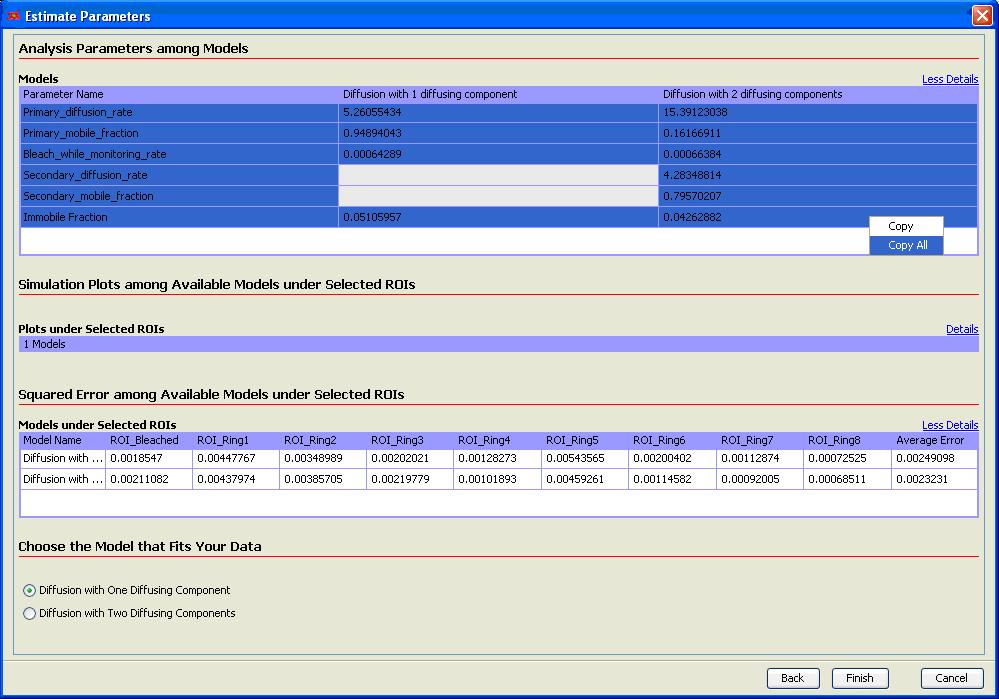 Estimate Parameters
Analysis Parameters among Models
Models Less Details
Parameter Name Diffusion with 1 diffusing component Diffusion with 2 diffusing components
Primary_diffusion_rate 5.26055434 15.39123038
Primary_mobile_fraction 0.94894043 0.16166911
Bleach_while_monitoring_rate 0.00064289 0.00066384
Secondary_diffusion_rate 4.28348814
Secondary_mobile_fraction 0.79570207
Immobile Fraction 0.05105957 0.04262882
Copy
Copy All
Simulation Plots among Available Models under Selected ROIs
Plots under Selected ROIs Details
1 Models
Squared Error among Available Models under Selected ROIs
Models under Selected ROIs Less Details
Model Name ROI_Bleached ROI_Ring1 ROI_Ring2 ROI_Ring3 ROI_Ring4 ROI_Ring5 ROI_Ring6 ROI_Ring7 ROI_Ring8 Average Error
Diffusion with ... 0.0018547 0.00447767 0.00348989 0.00202021 0.00128273 0.00543565 0.00200402 0.00112874 0.00072525 0.00249098
Diffusion with ... 0.00211082 0.00437974 0.00385705 0.00219779 0.00101893 0.00459261 0.00114582 0.00092005 0.00068511 0.0023231
Choose the Model that Fits Your Data
Diffusion with One Diffusing Component
Diffusion with Two Diffusing Components
Back Finish Cancel